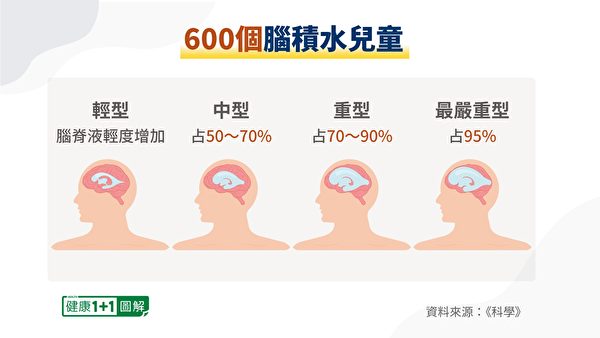 600個腦積水兒童
輕型
腦脊液輕度增加
中型
占50～70%
重型
占70～90%
最嚴重型
占95%
健康1+1圖解
資料來源：《科學》